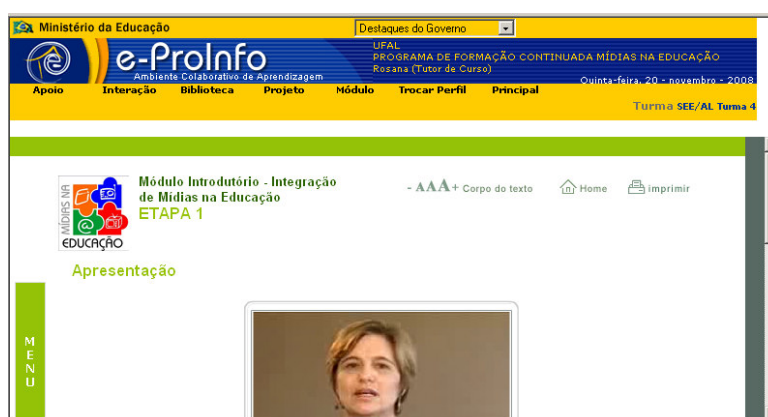 Ministério da Educação
Destaques do Governo
e-ProInfo
Ambiente Colaborativo de Aprendizagem
UFAL
PROGRAMA DE FORMAÇÃO CONTINUADA MÍDIAS NA EDUCAÇÃO
Rosana (Tutor de Curso)
Quinta-feira, 20 - novembro - 2008
Apoio Interação Biblioteca Projeto Módulo Trocar Perfil Principal
Turma SEE/AL Turma 4
MÍDIAS NA
EDUCAÇÃO
Módulo Introdutório - Integração
de Mídias na Educação
ETAPA 1
- AAA+ Corpo do texto Home imprimir
Apresentação
MENU